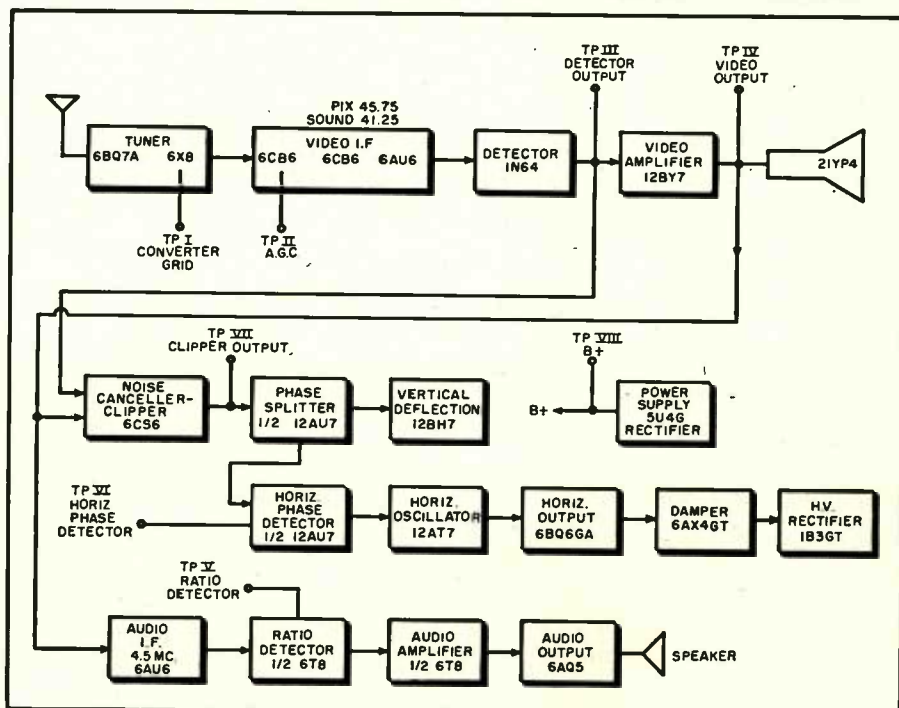 TP III
DETECTOR
OUTPUT
TP IV
VIDEO
OUTPUT
PIX 45.75
SOUND 41.25
TUNER
6BQ7A 6X8
VIDEO I.F
6CB6 6CB6 6AU6
DETECTOR
1N64
VIDEO
AMPLIFIER
12BY7
21YP4
TP I
CONVERTER
GRID
TP II
A.G.C
TP VII
CLIPPER OUTPUT
TP VIII
B+
NOISE
CANCELLER-
CLIPPER
6CS6
PHASE
SPLITTER
1/2 12AU7
VERTICAL
DEFLECTION
12BH7
B+
POWER
SUPPLY
5U4G
RECTIFIER
TP VI
HORIZ
PHASE
DETECTOR
HORIZ
PHASE
DETECTOR
1/2 12AU7
HORIZ.
OSCILLATOR
12AT7
HORIZ.
OUTPUT
6BQ6GA
DAMPER
6AX4GT
H.V.
RECTIFIER
1B3GT
TP V
RATIO
DETECTOR
AUDIO
I.F.
4.5 MC
6AU6
RATIO
DETECTOR
1/2 6T8
AUDIO
AMPLIFIER
1/2 6T8
AUDIO
OUTPUT
6AQ5
SPEAKER